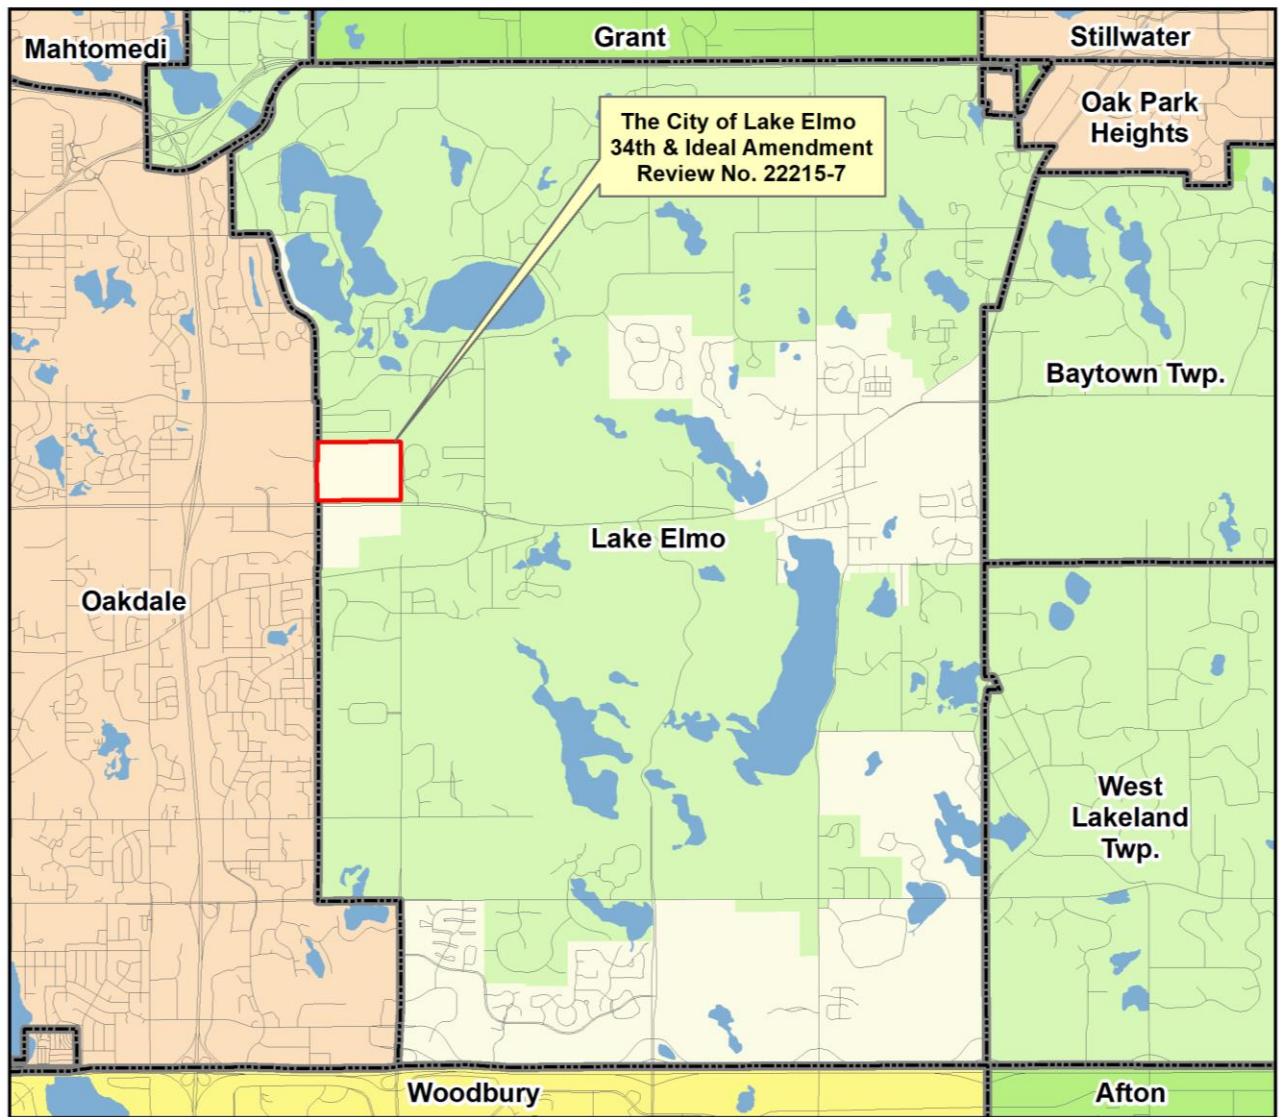 Mahtomedi
Grant
Stillwater
Oak Park
Heights
The City of Lake Elmo
34th & Ideal Amendment
Review No. 22215-7
Baytown Twp.
Lake Elmo
Oakdale
West
Lakeland
Twp.
Woodbury
Afton